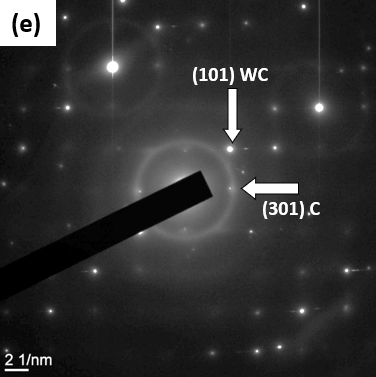 (e)
(101) WC
(301) C
2 1/nm